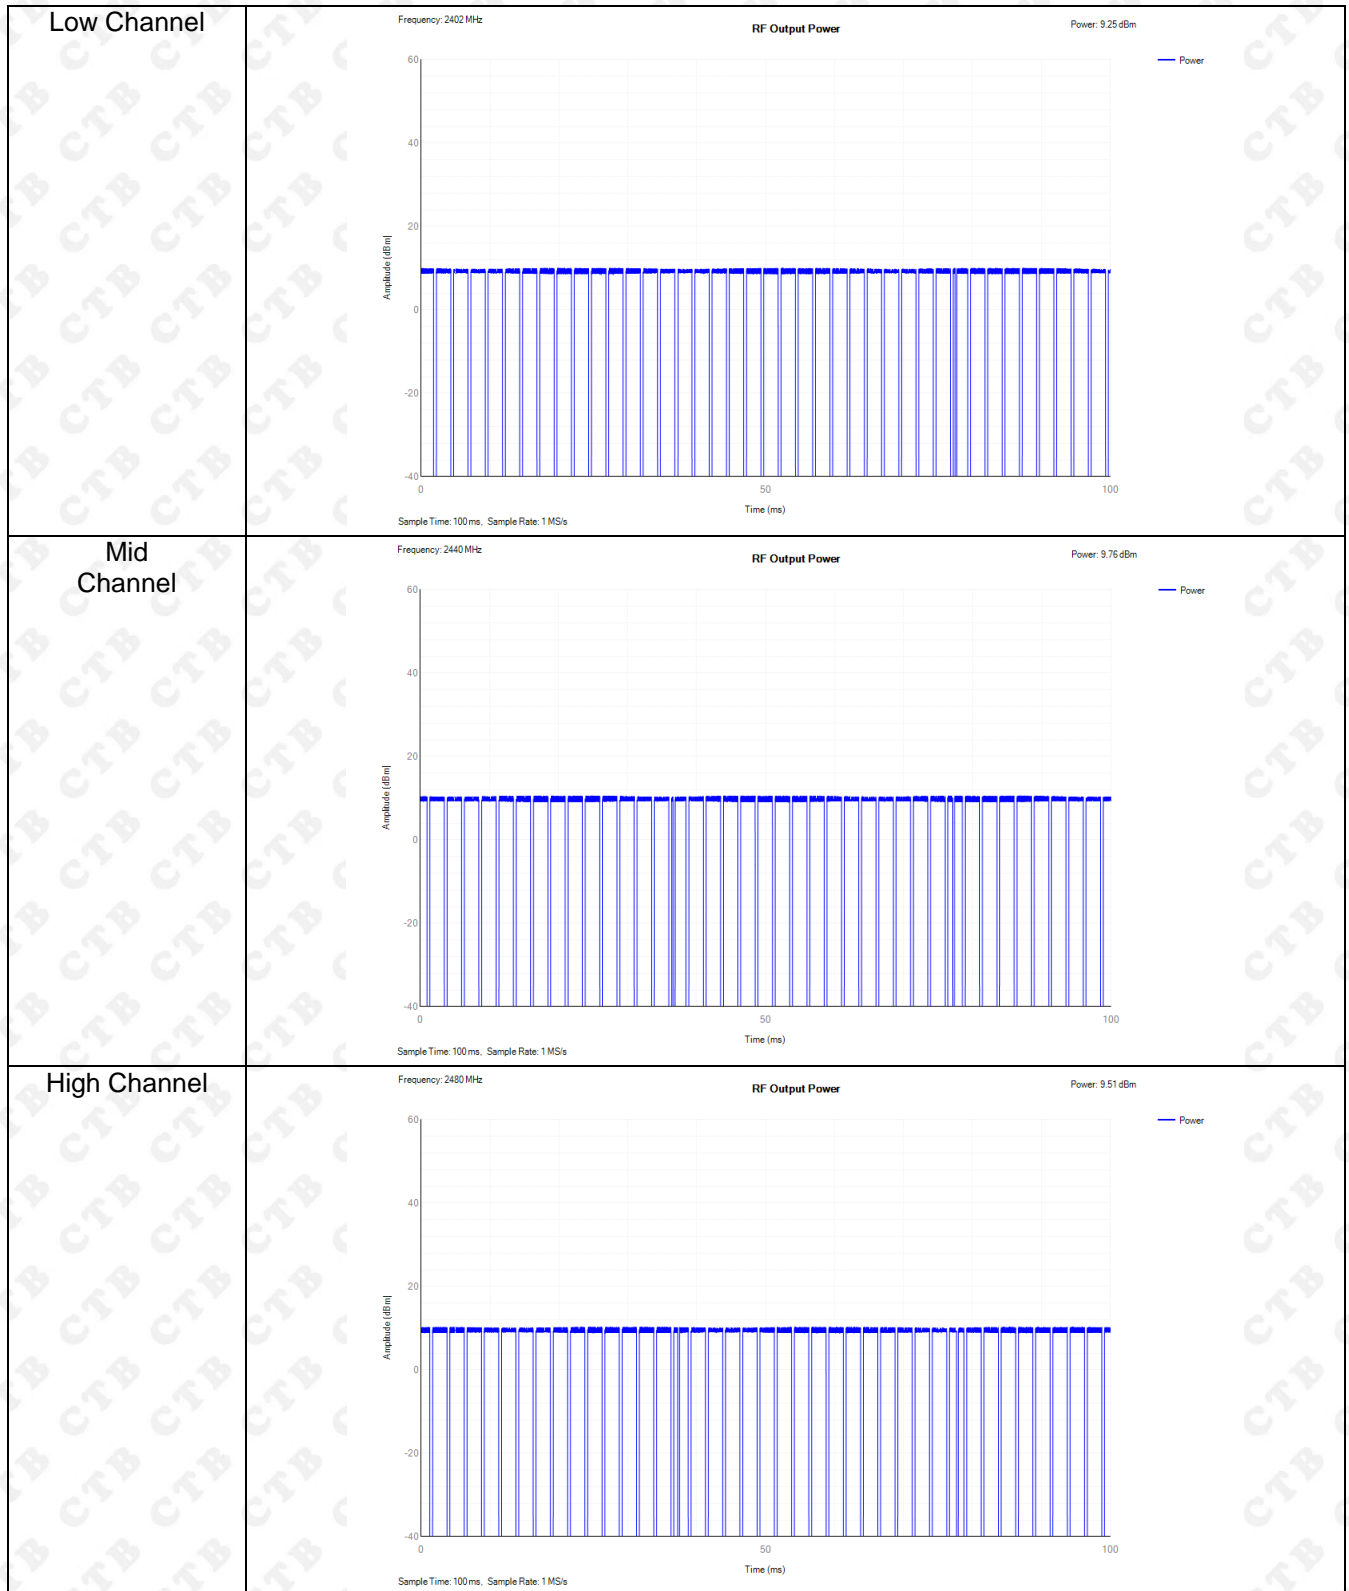 Low Channel
Frequency: 2402 MHz
RF Output Power
Power: 9.25 dBm
Power
60
40
20
0
-20
-40
Amplitude [dBm]
0
50
100
Time (ms)
Sample Time: 100 ms, Sample Rate: 1 MS/s
Mid
Channel
Frequency: 2440 MHz
RF Output Power
Power: 9.76 dBm
Power
60
40
20
0
-20
-40
Amplitude [dBm]
0
50
100
Time (ms)
Sample Time: 100 ms, Sample Rate: 1 MS/s
High Channel
Frequency: 2480 MHz
RF Output Power
Power: 9.51 dBm
Power
60
40
20
0
-20
-40
Amplitude [dBm]
0
50
100
Time (ms)
Sample Time: 100 ms, Sample Rate: 1 MS/s
CTB